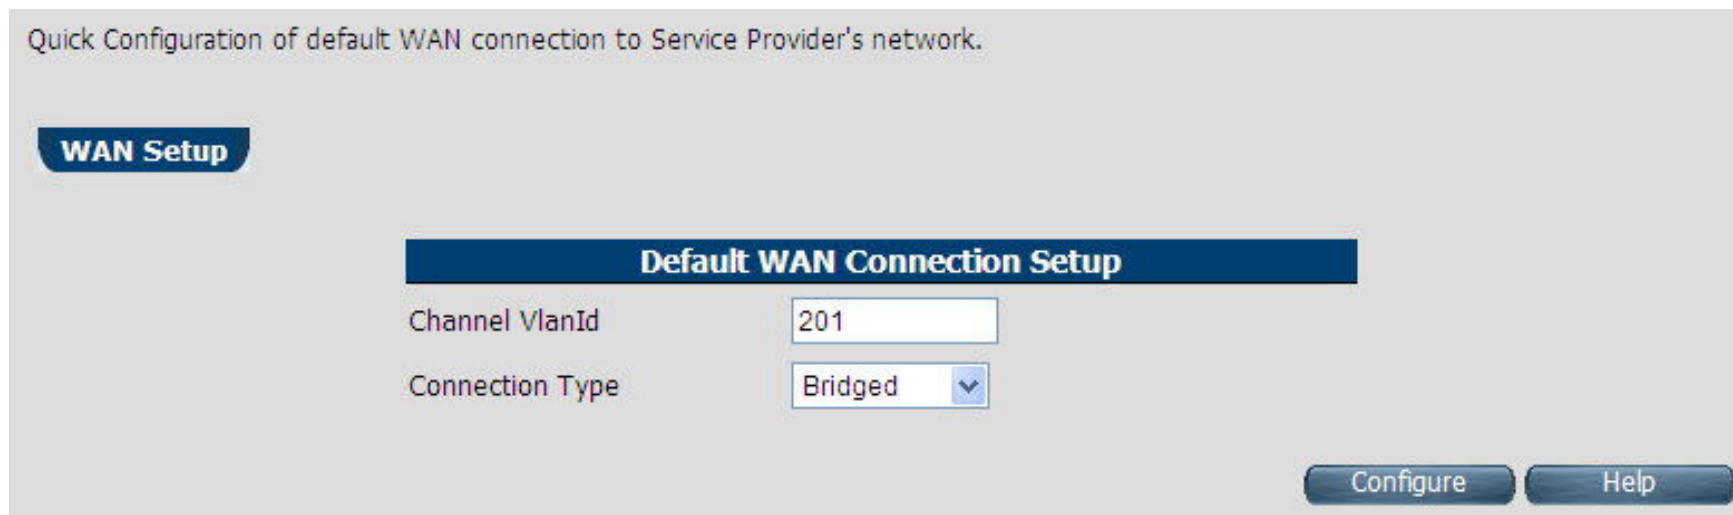 Quick Configuration of default WAN connection to Service Provider's network.
WAN Setup
Default WAN Connection Setup
Channel VlanId 201
Connection Type Bridged
Configure Help